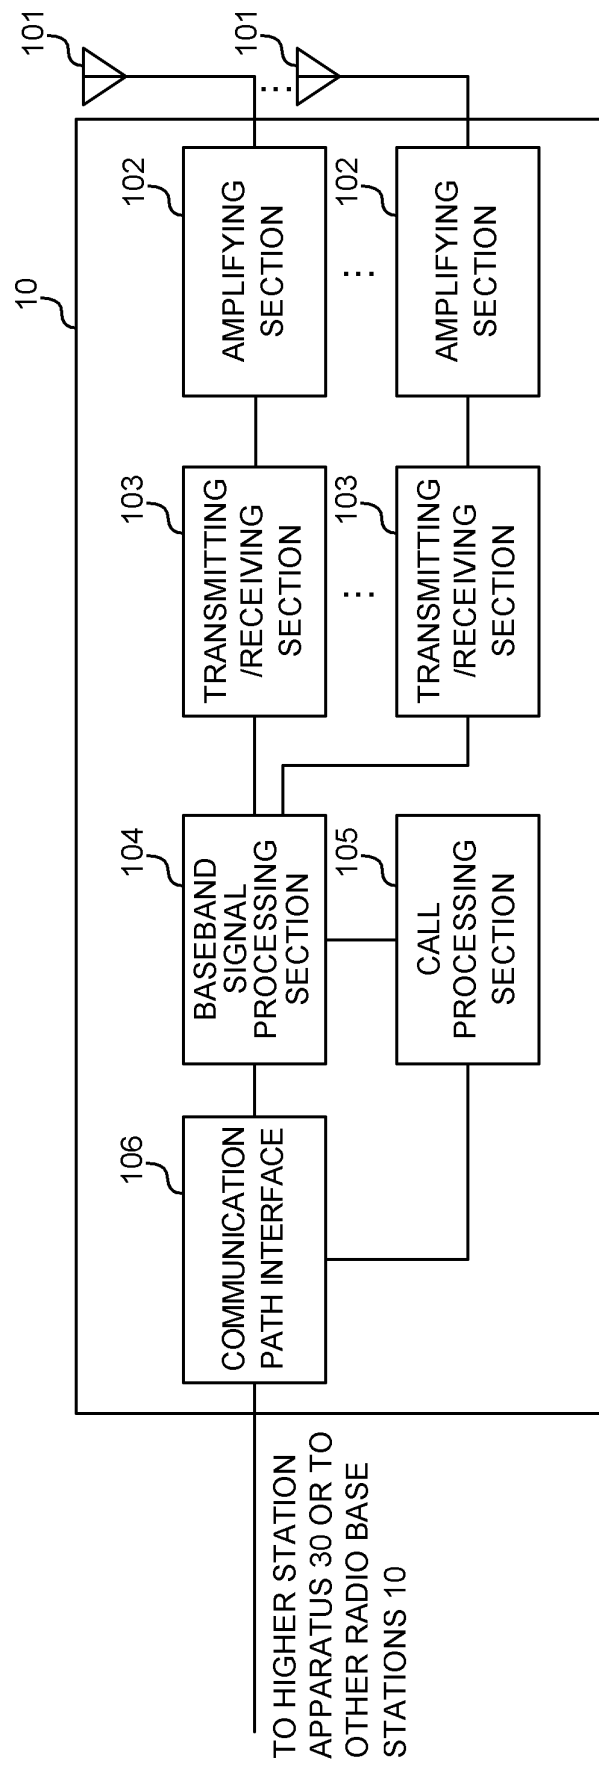 10
101
101
102
AMPLIFYING
SECTION
...
102
AMPLIFYING
SECTION
...
103
TRANSMITTING
/RECEIVING
SECTION
...
103
TRANSMITTING
/RECEIVING
SECTION
104
BASEBAND
SIGNAL
PROCESSING
SECTION
105
CALL
PROCESSING
SECTION
106
COMMUNICATION
PATH INTERFACE
TO HIGHER STATION
APPARATUS 30 OR TO
OTHER RADIO BASE
STATIONS 10